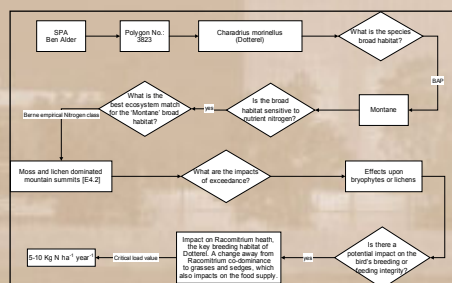 SPA
Ben Alder
Polygon No.:
3823
Charadrius morinellus
(Dotterel)
What is the species
broad habitat?
BAP
Montane
Is the broad
habitat sensitive to
nutrient nitrogen?
yes
What is the
best ecosystem match
for the 'Montane' broad
habitat?
Berne empirical Nitrogen class
Moss and lichen dominated
mountain summits [E4.2]
What are the impacts
of exceedance?
Effects upon
bryophytes or lichens
Is there a
potential impact on the
bird's breeding or
feeding integrity?
yes
Impact on Racomitrium heath,
the key breeding habitat of
Dotterel. A change away from
Racomitrium co-dominance
to grasses and sedges, which
also impacts on the food supply.
Critical load value
5-10 Kg N ha⁻¹ year⁻¹